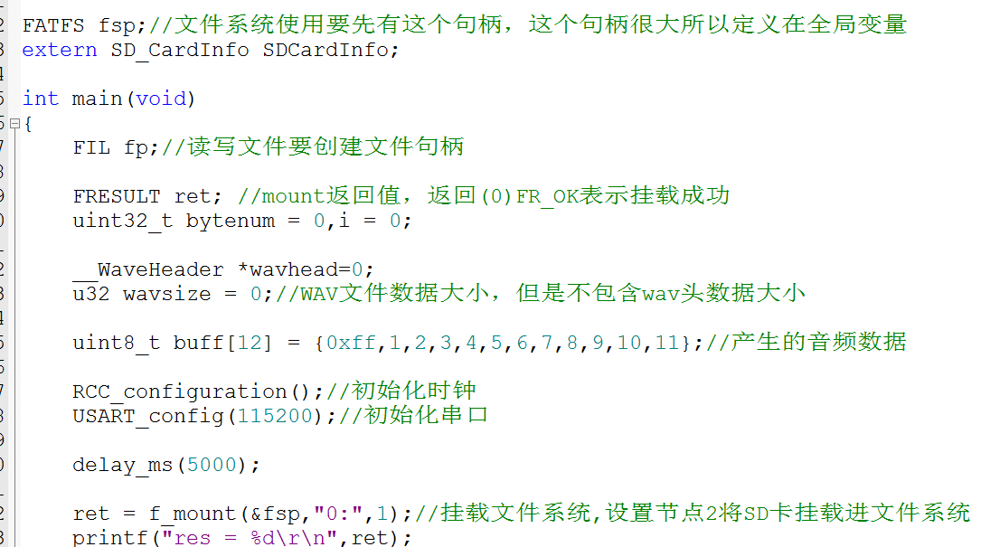 FATFS fsp;//文件系统使用要先有这个句柄，这个句柄很大所以定义在全局变量
extern SD_CardInfo SDCardInfo;
int main(void)
{
FIL fp;//读写文件要创建文件句柄
FRESULT ret; //mount返回值，返回(0)FR_OK表示挂载成功
uint32_t bytenum = 0,i = 0;
__WaveHeader *wavhead=0;
u32 wavsize = 0;//WAV文件数据大小，但是不包含wav头数据大小
uint8_t buff[12] = {0xff,1,2,3,4,5,6,7,8,9,10,11};//产生的音频数据
RCC_configuration();//初始化时钟
USART_config(115200);//初始化串口
delay_ms(5000);
ret = f_mount(&fsp,"0:",1);//挂载文件系统,设置节点2将SD卡挂载进文件系统
printf("res = %d\r\n",ret);